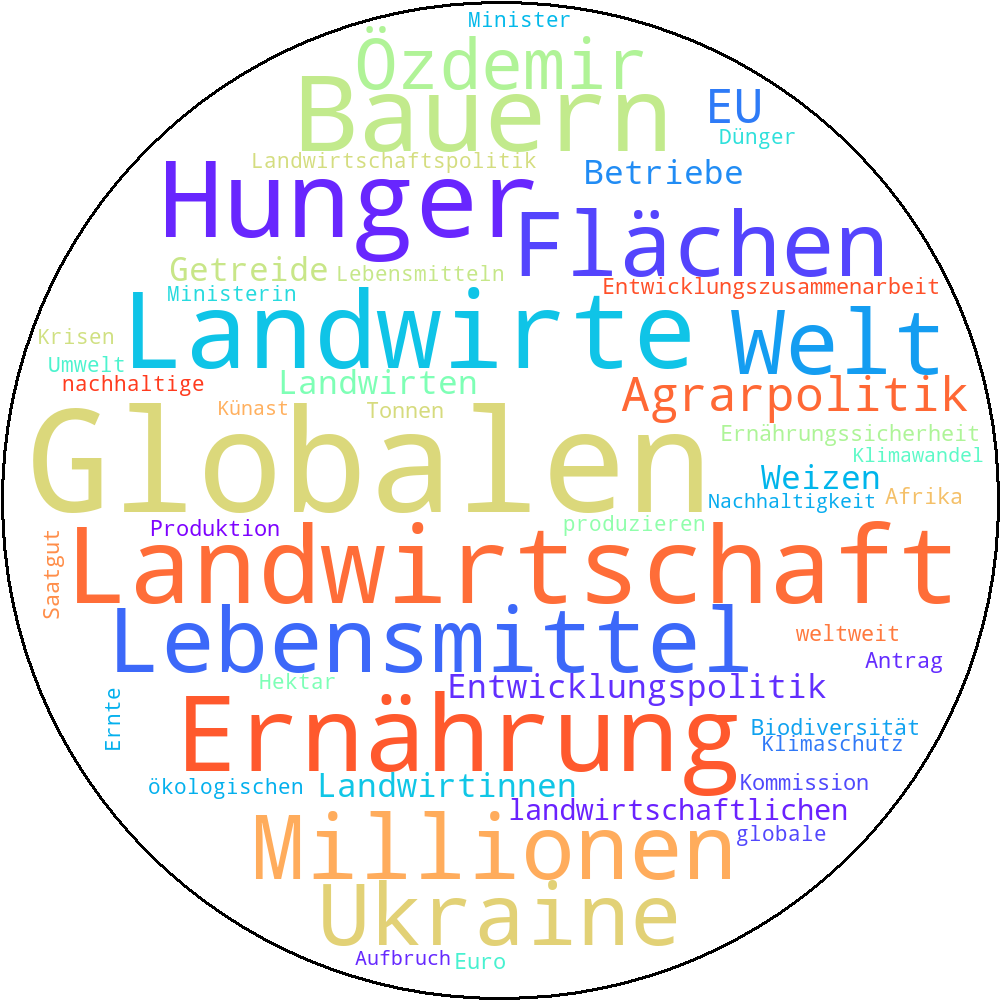 Minister
Özdemir
Bauern
EU
Dünger
Landwirtschaftspolitik
Betriebe
Hunger
Flächen
Getreide
Lebensmitteln
Entwicklungszusammenarbeit
Ministerin
Landwirte
Welt
Krisen
Umwelt
nachhaltige
Landwirten
Agrarpolitik
Künast
Tonnen
Globalen
Ernährungssicherheit
Klimawandel
Weizen
Nachhaltigkeit
Afrika
Produktion
produzieren
Saatgut
Landwirtschaft
Lebensmittel
weltweit
Antrag
Hektar
Entwicklungspolitik
Ernte
Ernährung
Biodiversität
Klimaschutz
ökologischen
Landwirtinnen
Kommission
landwirtschaftlichen
Millionen
globale
Ukraine
Aufbruch
Euro